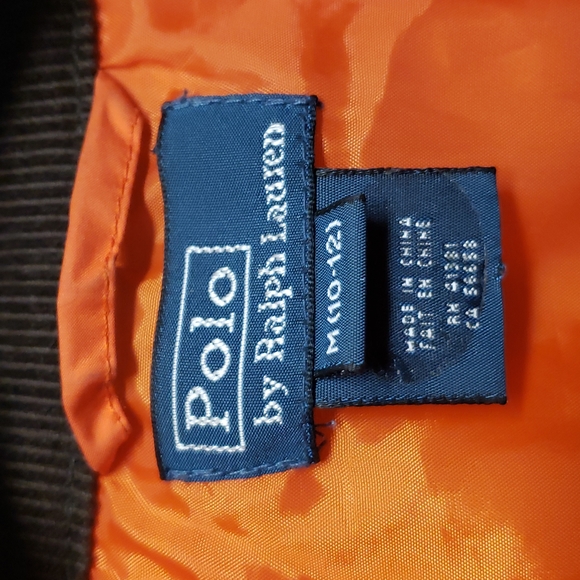 Polo
by Ralph Lauren
M (10-12)
MADE IN CHINA
FAIT EN CHINE
RN 41381
CA 56658